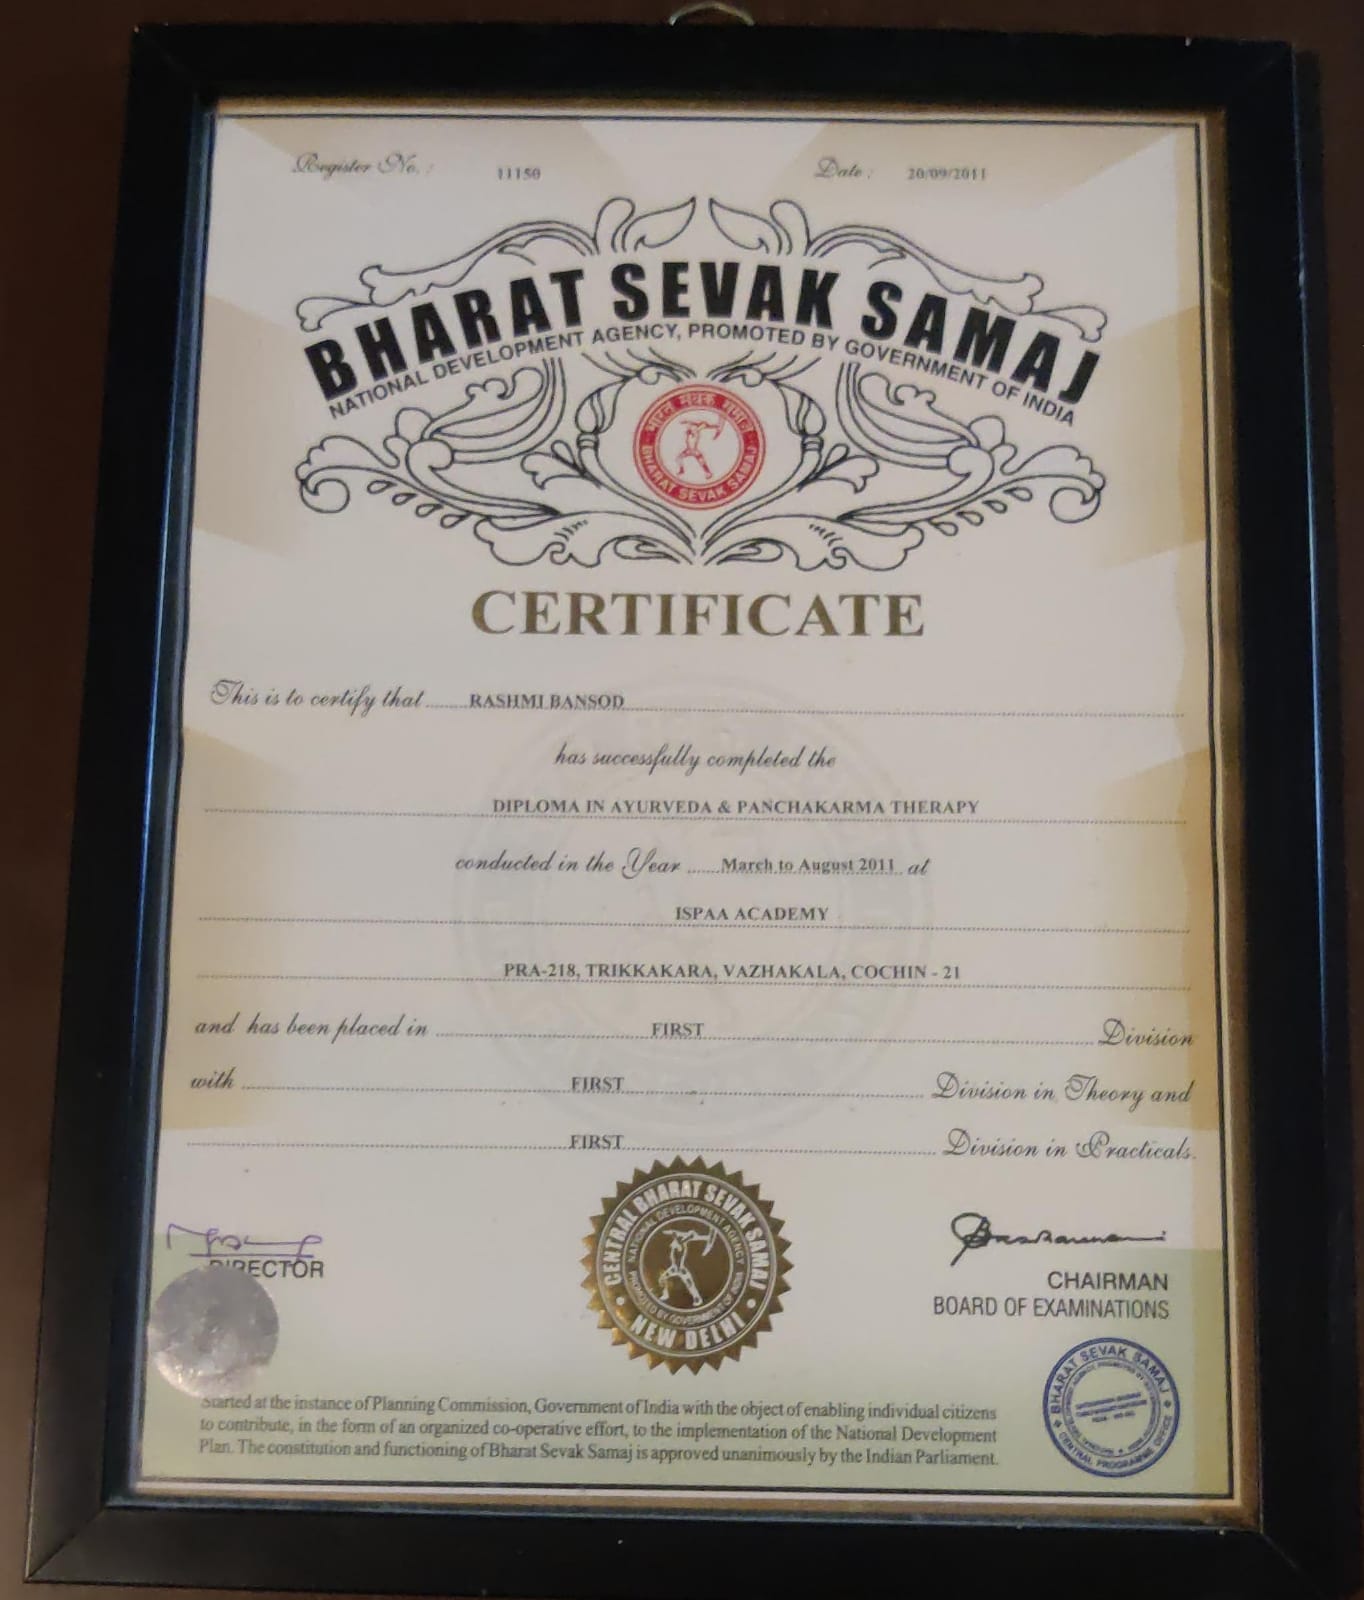 Register No. : 11150 Date : 20/09/2011
BHARAT SEVAK SAMAJ
NATIONAL DEVELOPMENT AGENCY, PROMOTED BY GOVERNMENT OF INDIA
भारत सेवक समाज
BHARAT SEVAK SAMAJ
CERTIFICATE
This is to certify that ...... RASHMI BANSOD
has successfully completed the
DIPLOMA IN AYURVEDA & PANCHAKARMA THERAPY
conducted in the Year ...... March to August 2011 at
ISPAA ACADEMY
PRA-218, TRIKKAKARA, VAZHAKALA, COCHIN - 21
and has been placed in FIRST Division
with FIRST Division in Theory and
FIRST Division in Practicals.
DIRECTOR
CENTRAL BHARAT SEVAK SAMAJ
NATIONAL DEVELOPMENT AGENCY
PROMOTED BY GOVERNMENT OF INDIA
NEW DELHI
CHAIRMAN
BOARD OF EXAMINATIONS
BHARAT SEVAK SAMAJ
CENTRAL PROGRAMME OFFICE
Started at the instance of Planning Commission, Government of India with the object of enabling individual citizens
to contribute, in the form of an organized co-operative effort, to the implementation of the National Development
Plan. The constitution and functioning of Bharat Sevak Samaj is approved unanimously by the Indian Parliament.